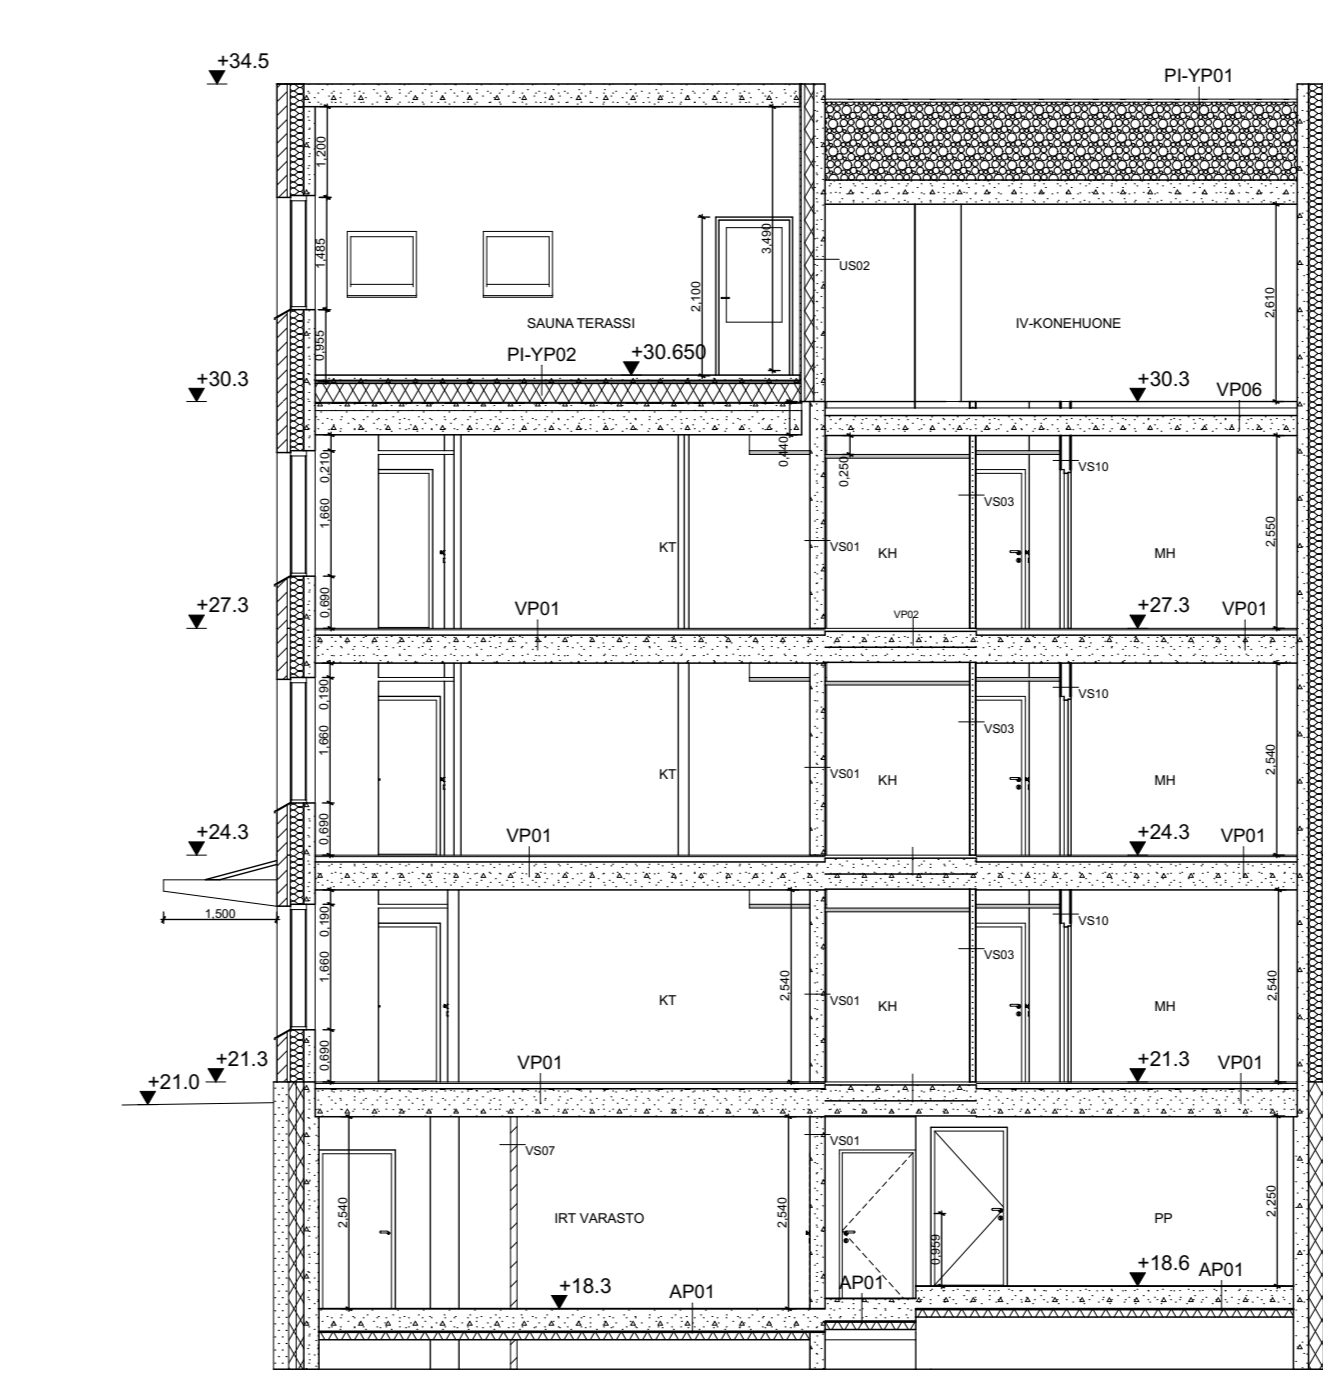 +34.5
PI-YP01
1,200
1,485
3,490
US02
2,100
2,610
SAUNA TERASSI
IV-KONEHUONE
0,955
PI-YP02
+30.650
+30.3
+30.3
VP06
0,210
0,440
0,250
VS10
1,660
VS03
2,550
KT
VS01
KH
MH
0,690
+27.3
VP01
VP02
+27.3
VP01
0,190
VS10
1,660
VS03
2,540
KT
VS01
KH
MH
0,690
+24.3
VP01
+24.3
VP01
1,500
0,190
VS10
1,660
VS03
2,540
2,540
KT
VS01
KH
MH
0,690
+21.3
VP01
+21.3
VP01
+21.0
VS07
VS01
2,540
2,540
2,250
IRT VARASTO
PP
0,959
+18.3
AP01
AP01
+18.6
AP01